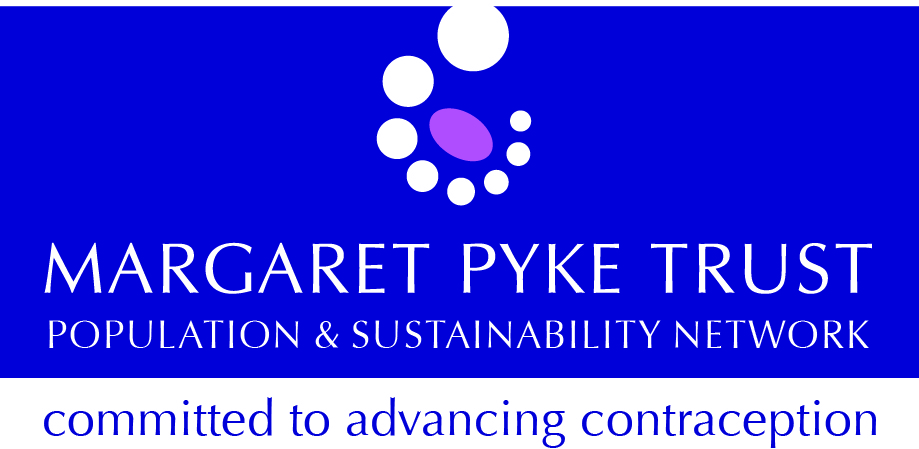 MARGARET PYKE TRUST
POPULATION & SUSTAINABILITY NETWORK
committed to advancing contraception